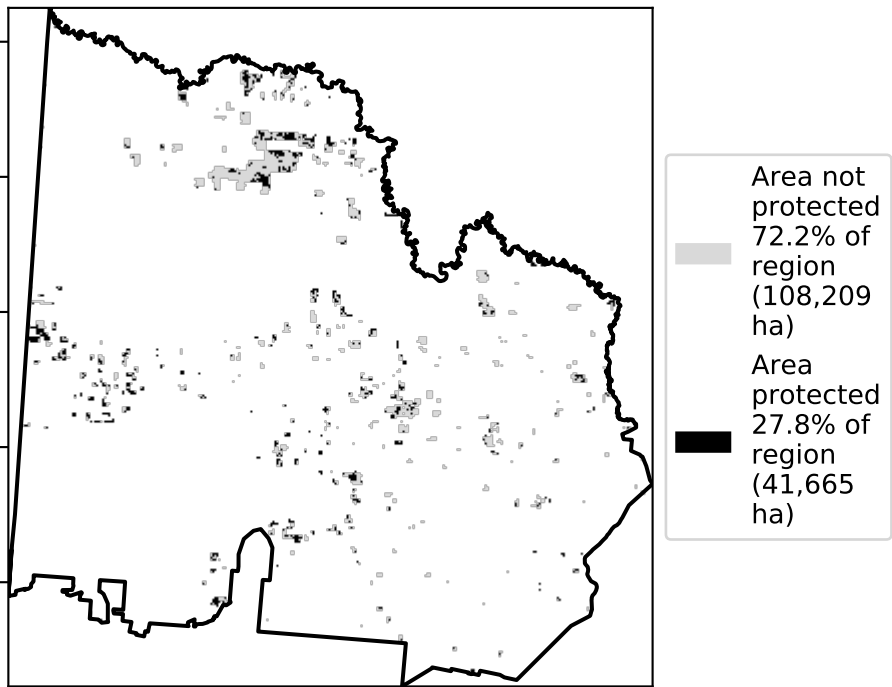 Area not
protected
72.2% of
region
(108,209
ha)
Area
protected
27.8% of
region
(41,665
ha)